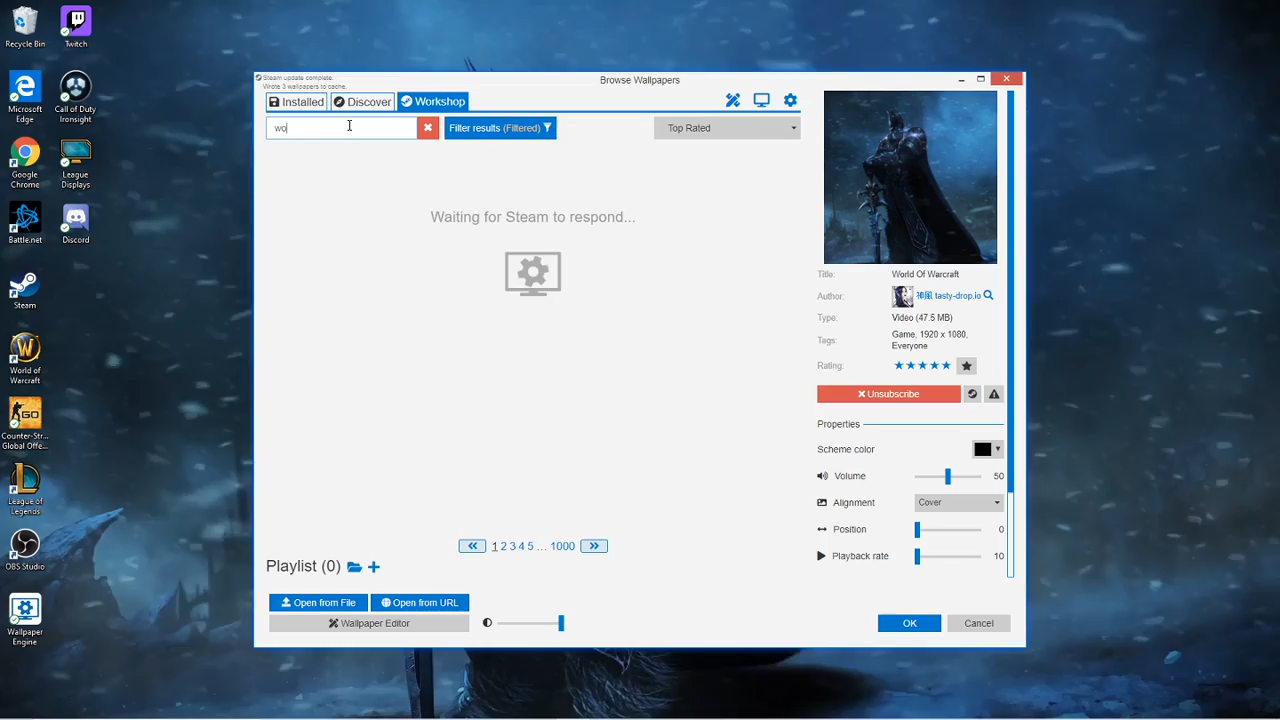 Recycle Bin
Twitch
Microsoft
Edge
Call of Duty
Ironsight
Google
Chrome
League
Displays
Battle.net
Discord
Steam
World of
Warcraft
Counter-Str...
Global Offe...
League of
Legends
OBS Studio
Wallpaper
Engine
Steam update complete.
Wrote 3 wallpapers to cache.
Browse Wallpapers
Installed
Discover
Workshop
wo
Filter results (Filtered)
Top Rated
Waiting for Steam to respond...
1 2 3 4 5 ... 1000
Playlist (0)
Open from File
Open from URL
Wallpaper Editor
Title: World Of Warcraft
Author: 神風 tasty-drop.io
Type: Video (47.5 MB)
Tags: Game, 1920 x 1080,
Everyone
Rating:
Unsubscribe
Properties
Scheme color
Volume 50
Alignment Cover
Position 0
Playback rate 10
OK
Cancel